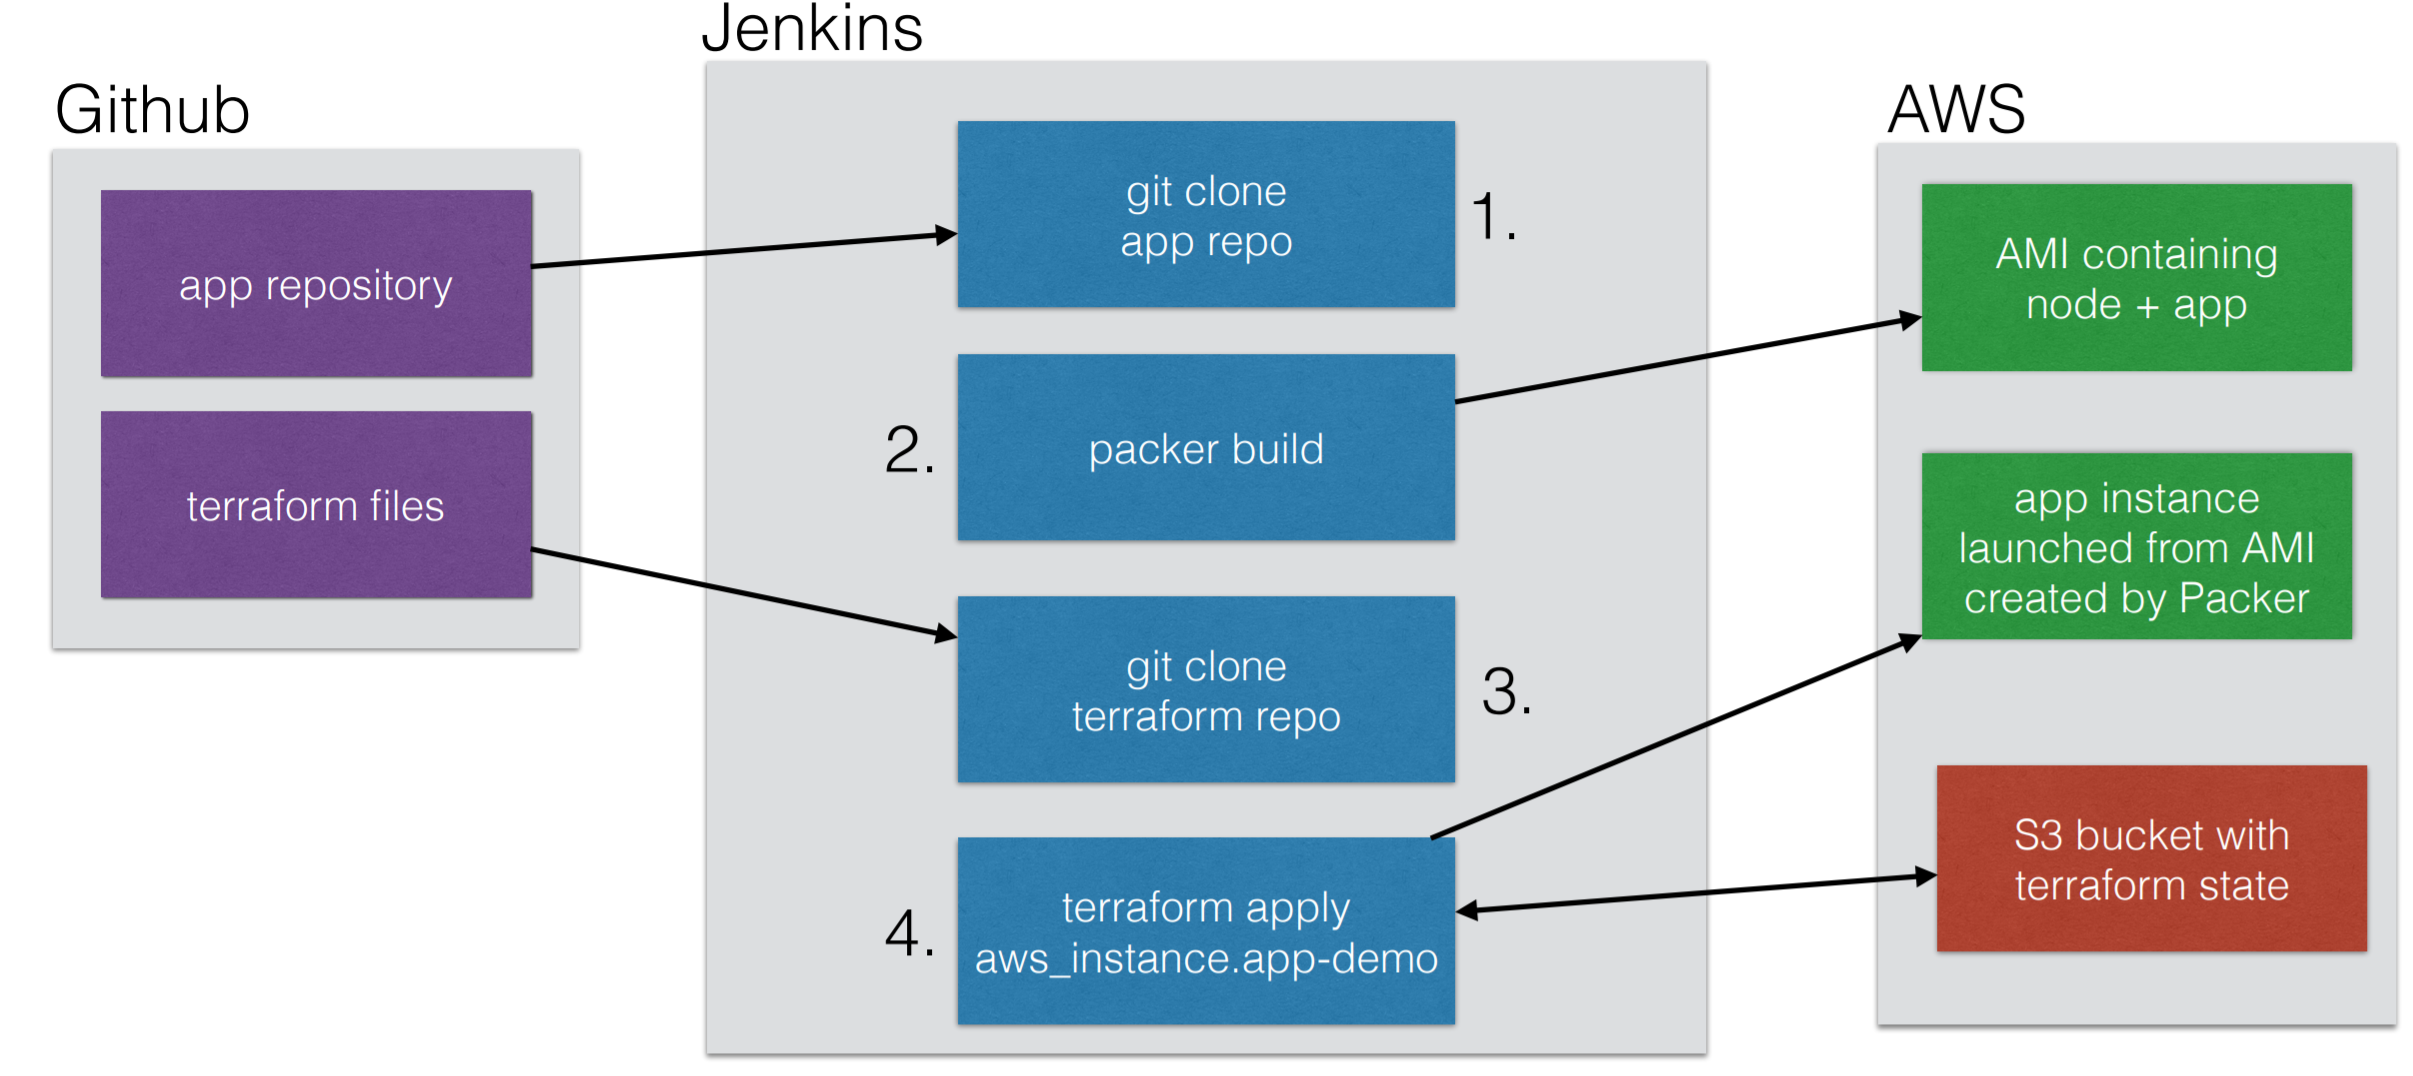 Github
app repository
terraform files
Jenkins
git clone
app repo
1.
2.
packer build
git clone
terraform repo
3.
4.
terraform apply
aws_instance.app-demo
AWS
AMI containing
node + app
app instance
launched from AMI
created by Packer
S3 bucket with
terraform state